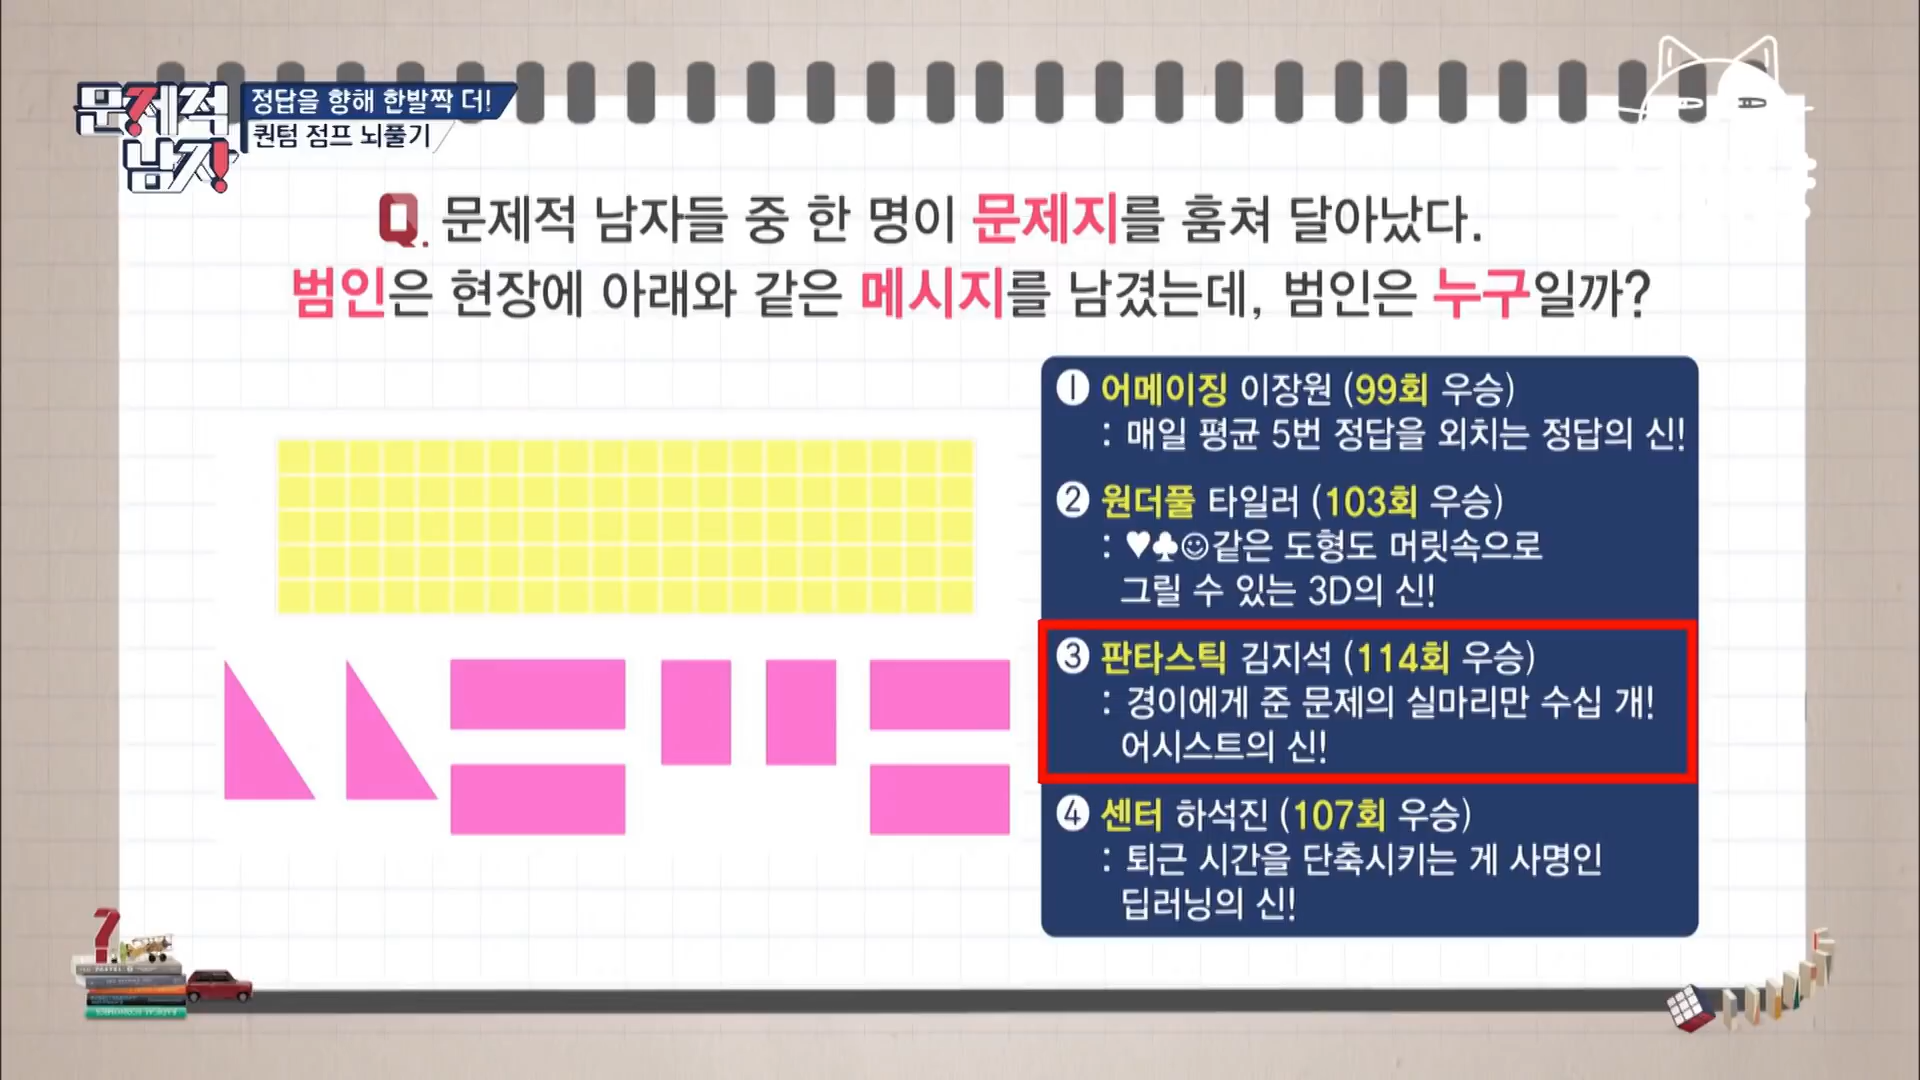 문제적
남자!
정답을 향해 한발짝 더!
퀀텀 점프 뇌풀기
Q. 문제적 남자들 중 한 명이 문제지를 훔쳐 달아났다.
범인은 현장에 아래와 같은 메시지를 남겼는데, 범인은 누구일까?
① 어메이징 이장원 (99회 우승)
: 매일 평균 5번 정답을 외치는 정답의 신!
② 원더풀 타일러 (103회 우승)
: ♥♣☺같은 도형도 머릿속으로
그릴 수 있는 3D의 신!
③ 판타스틱 김지석 (114회 우승)
: 경이에게 준 문제의 실마리만 수십 개!
어시스트의 신!
④ 센터 하석진 (107회 우승)
: 퇴근 시간을 단축시키는 게 사명인
딥러닝의 신!